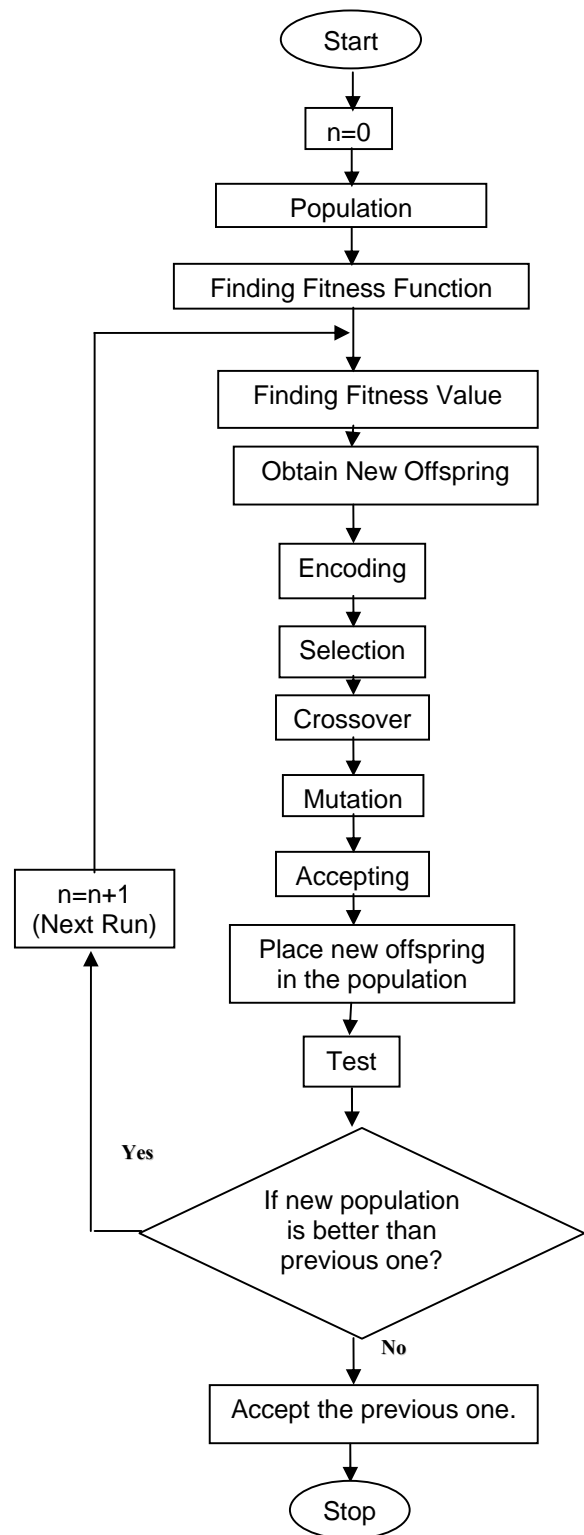 Start
n=0
Population
Finding Fitness Function
Finding Fitness Value
Obtain New Offspring
Encoding
Selection
Crossover
Mutation
Accepting
n=n+1
(Next Run)
Place new offspring
in the population
Test
Yes
If new population
is better than
previous one?
No
Accept the previous one.
Stop